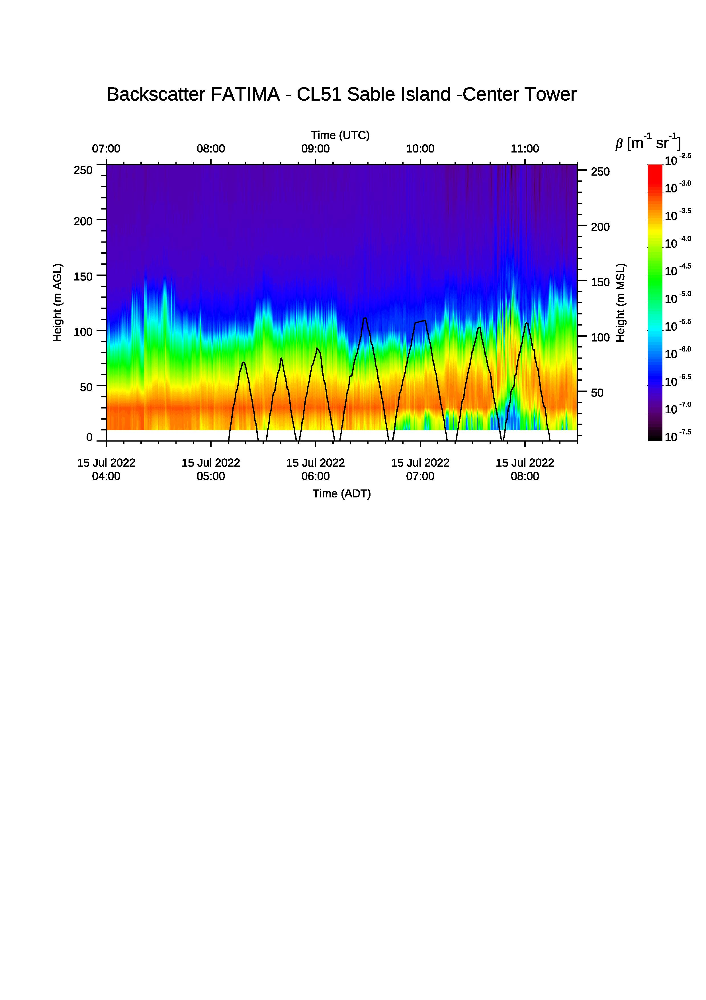 Backscatter FATIMA - CL51 Sable Island -Center Tower
Time (UTC)
07:00 08:00 09:00 10:00 11:00
β [m-1 sr-1]
Height (m AGL)
250
200
150
100
50
0
Height (m MSL)
250
200
150
100
50
10-2.5
10-3.0
10-3.5
10-4.0
10-4.5
10-5.0
10-5.5
10-6.0
10-6.5
10-7.0
10-7.5
15 Jul 2022 15 Jul 2022 15 Jul 2022 15 Jul 2022 15 Jul 2022
04:00 05:00 06:00 07:00 08:00
Time (ADT)